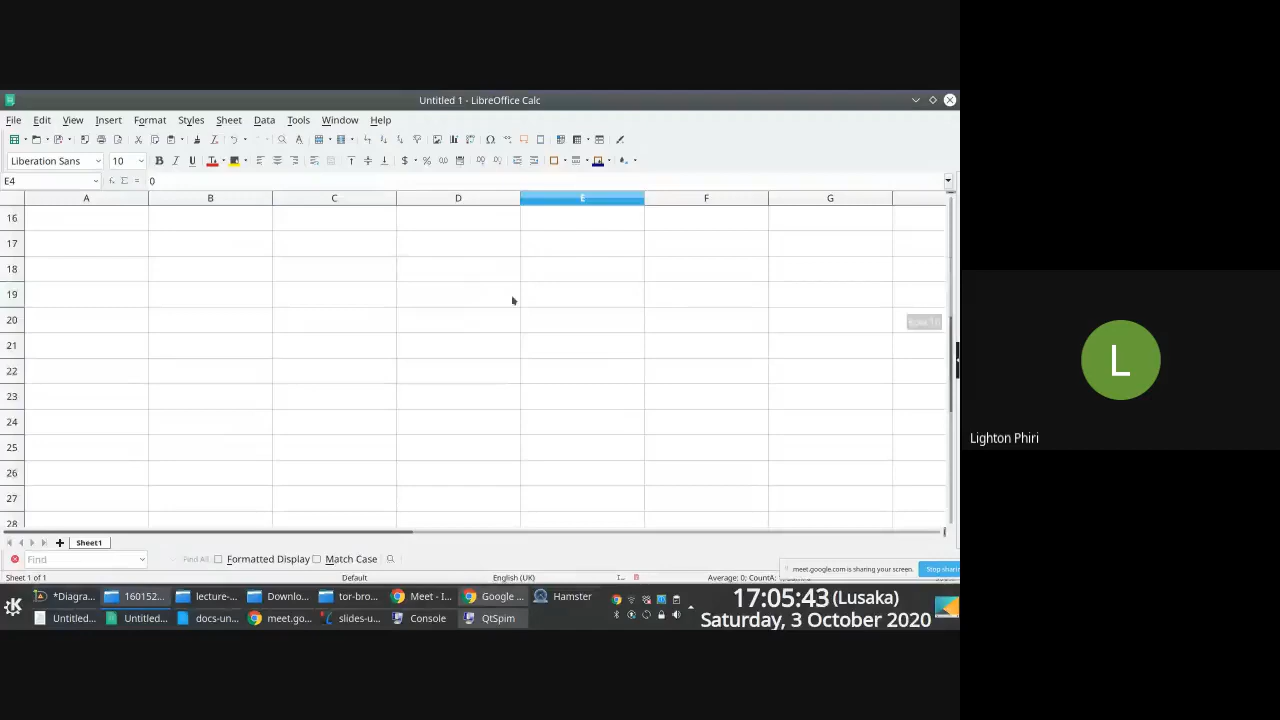 Untitled 1 - LibreOffice Calc
File Edit View Insert Format Styles Sheet Data Tools Window Help
Liberation Sans 10
E4 0
A B C D E F G
16
17
18
19
20
21
22
23
24
25
26
27
28
Sheet1
Find Find All Formatted Display Match Case
meet.google.com is sharing your screen. Stop sharin
Sheet 1 of 1 Default English (UK) Average: 0; CountA:
*Diagra... 160152... lecture-... Downlo... tor-bro... Meet - I... Google ... Hamster
Untitled... Untitled... docs-un... meet.go... slides-u... Console QtSpim
17:05:43 (Lusaka)
Saturday, 3 October 2020
L
Lighton Phiri